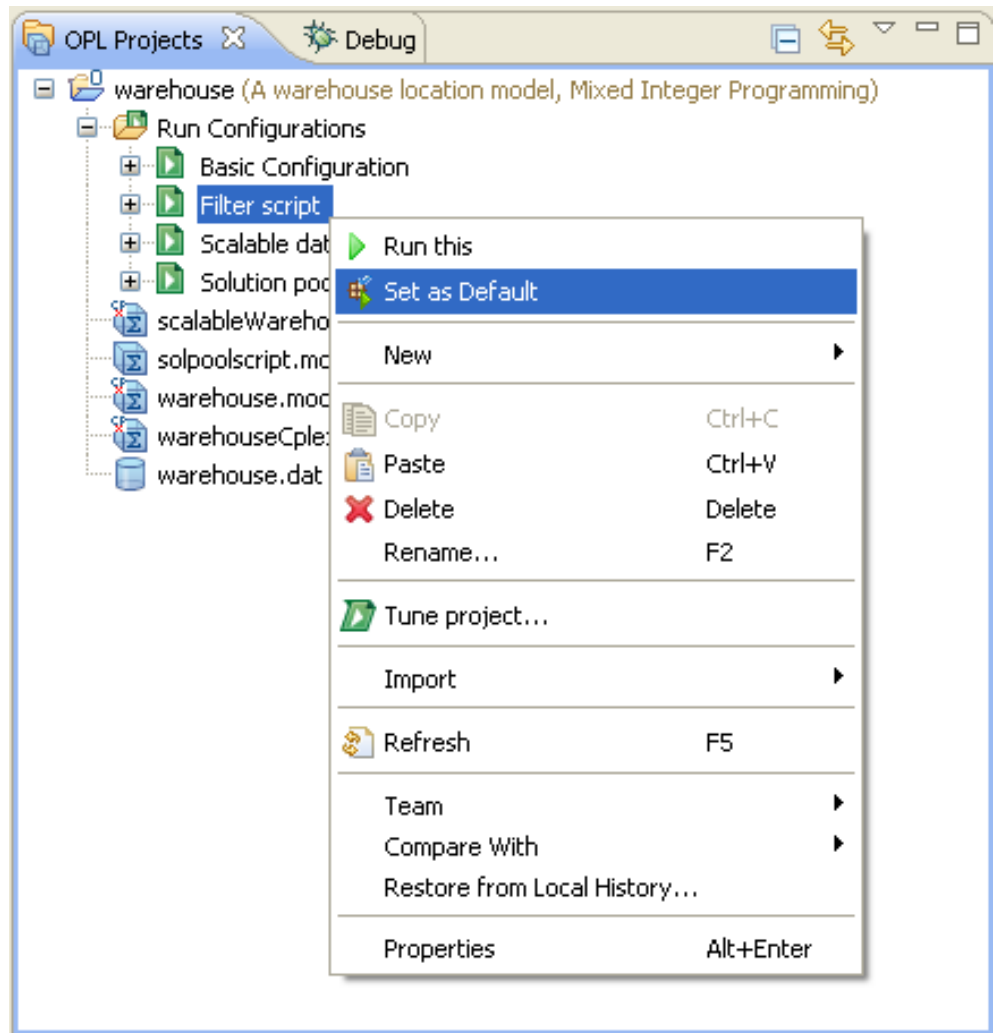 OPL Projects Debug
warehouse (A warehouse location model, Mixed Integer Programming)
Run Configurations
Basic Configuration
Filter script
Scalable dat
Solution poo
scalableWareho
solpoolscript.mo
warehouse.mod
warehouseCple
warehouse.dat
Run this
Set as Default
New
Copy Ctrl+C
Paste Ctrl+V
Delete Delete
Rename... F2
Tune project...
Import
Refresh F5
Team
Compare With
Restore from Local History...
Properties Alt+Enter